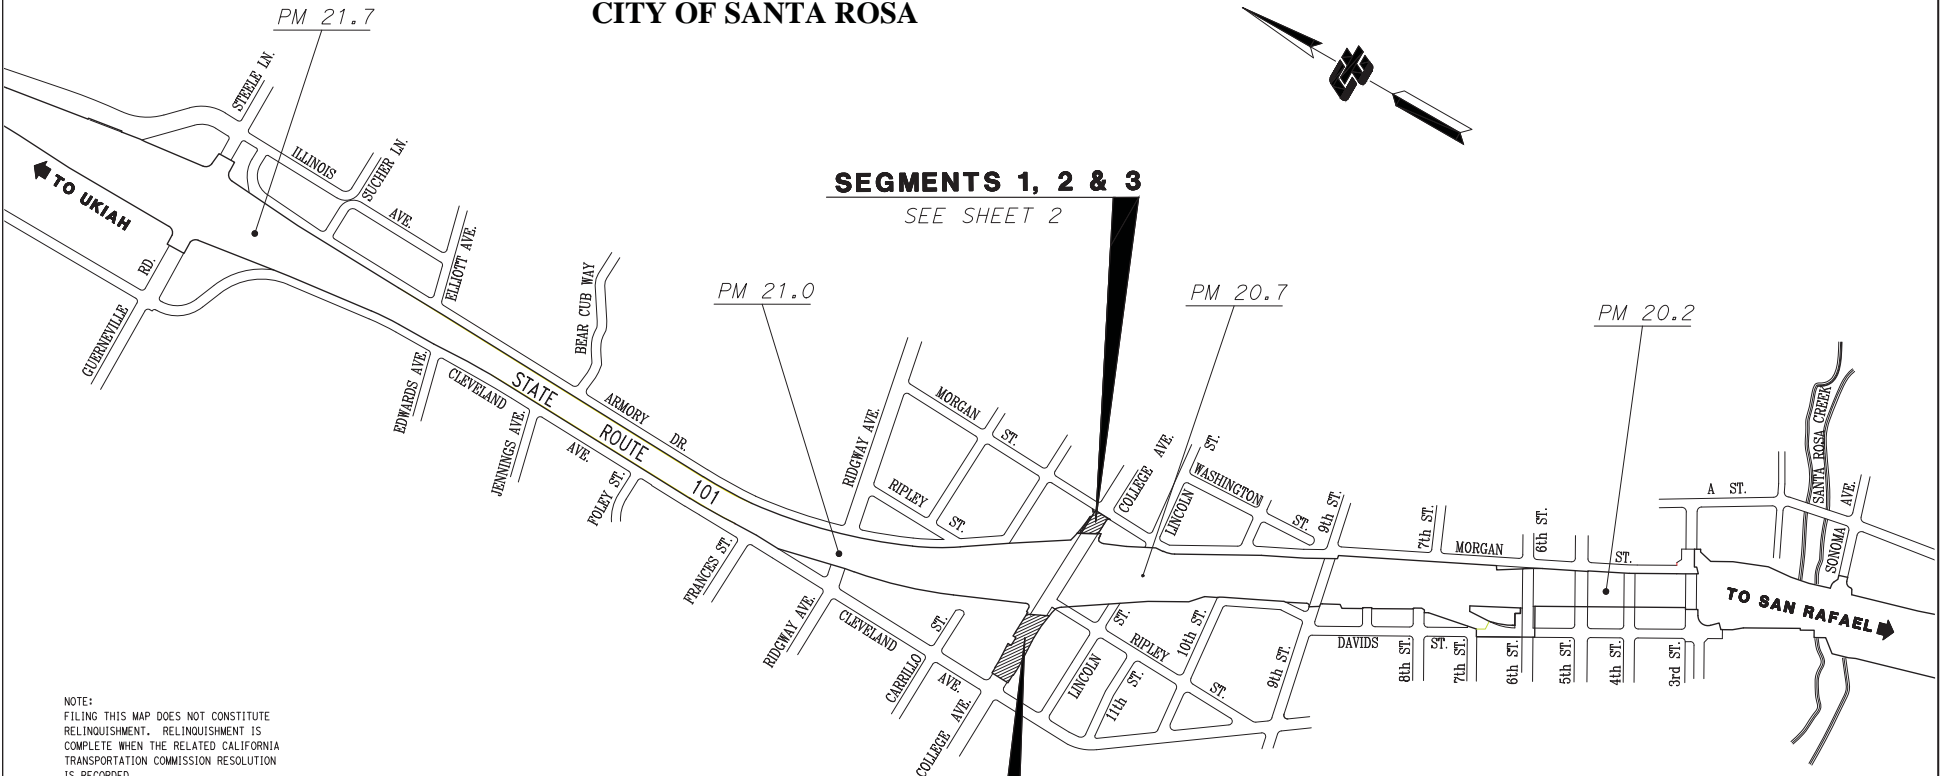 CITY OF SANTA ROSA
PM 21.7
STEELE LN.
ILLINOIS
AVE.
SUCHER LN.
TO UKIAH
GUERNEVILLE
RD.
ELLIOTT AVE.
BEAR CUB WAY
SEGMENTS 1, 2 & 3
SEE SHEET 2
PM 21.0
PM 20.7
PM 20.2
EDWARDS AVE.
CLEVELAND
AVE.
JENNINGS AVE.
STATE
ROUTE
101
ARMORY
DR.
FOLEY ST.
FRANCES ST.
RIDGWAY AVE.
MORGAN
ST.
RIPLEY
ST.
COLLEGE AVE.
LINCOLN
ST.
WASHINGTON
ST.
9th ST.
7th ST.
MORGAN
ST.
6th ST.
A ST.
SANTA ROSA CREEK
SONOMA
AVE.
TO SAN RAFAEL
RIDGWAY AVE.
CLEVELAND
AVE.
CARRILLO
ST.
COLLEGE
AVE.
LINCOLN
ST.
11th ST.
RIPLEY
ST.
10th ST.
9th ST.
DAVIDS
ST.
8th ST.
7th ST.
6th ST.
5th ST.
4th ST.
3rd ST.
NOTE:
FILING THIS MAP DOES NOT CONSTITUTE
RELINQUISHMENT. RELINQUISHMENT IS
COMPLETE WHEN THE RELATED CALIFORNIA
TRANSPORTATION COMMISSION RESOLUTION
IS RECORDED